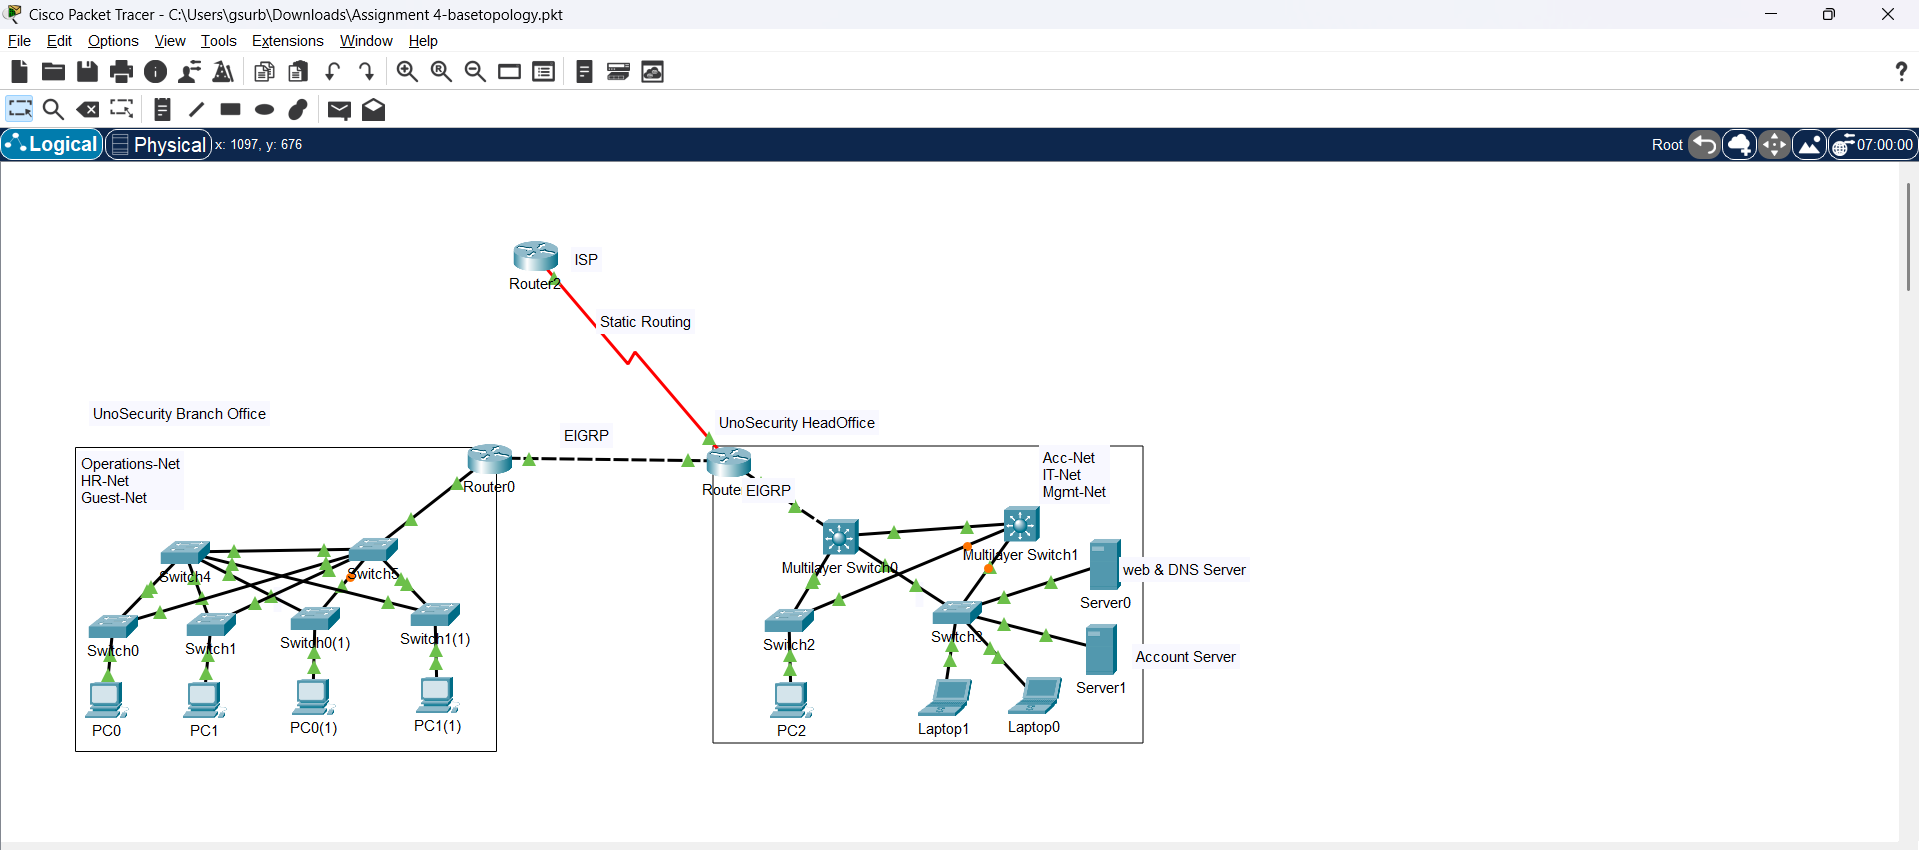 Cisco Packet Tracer - C:\Users\gsurb\Downloads\Assignment 4-basetopology.pkt
File Edit Options View Tools Extensions Window Help
?
Logical Physical x: 1097, y: 676 Root 07:00:00
ISP
Router2
Static Routing
UnoSecurity Branch Office
UnoSecurity HeadOffice
EIGRP
Operations-Net
HR-Net
Guest-Net
Router0
Route EIGRP
Acc-Net
IT-Net
Mgmt-Net
Multilayer Switch1
Multilayer Switch0
web & DNS Server
Switch4
Switch5
Server0
Switch0
Switch1
Switch0(1)
Switch1(1)
Switch2
Switch3
Account Server
Server1
PC0
PC1
PC0(1)
PC1(1)
PC2
Laptop1
Laptop0